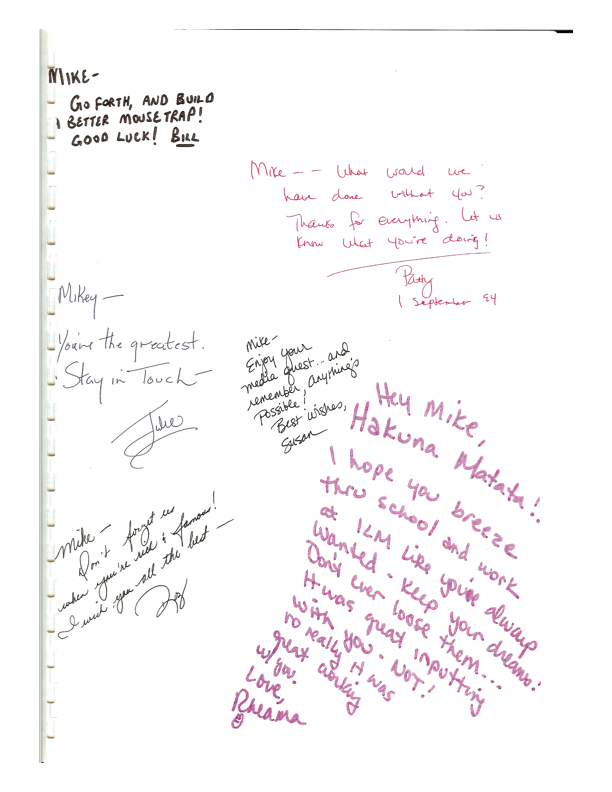 MIKE-
GO FORTH, AND BUILD
A BETTER MOUSETRAP!
GOOD LUCK! BILL
Mike -- What would we
have done without you?
Thanks for everything. Let us
know what you're doing!
Patty
1 September 94
Mikey —
You're the greatest.
Stay in Touch —
Julie
Mike-
Enjoy your
media quest...and
remember, anything's
Possible!
Best wishes,
Susan
Hey Mike,
Hakuna Matata!.
I hope you breeze
thru school and work
at ILM like you've always
wanted - keep your dreams.
Don't ever loose them...
It was great inputting
with you - NOT!
no really it was
great working
w/you.
Love,
Rheama
Mike —
Don't forget us
when you're rich & famous!
I wish you all the best —